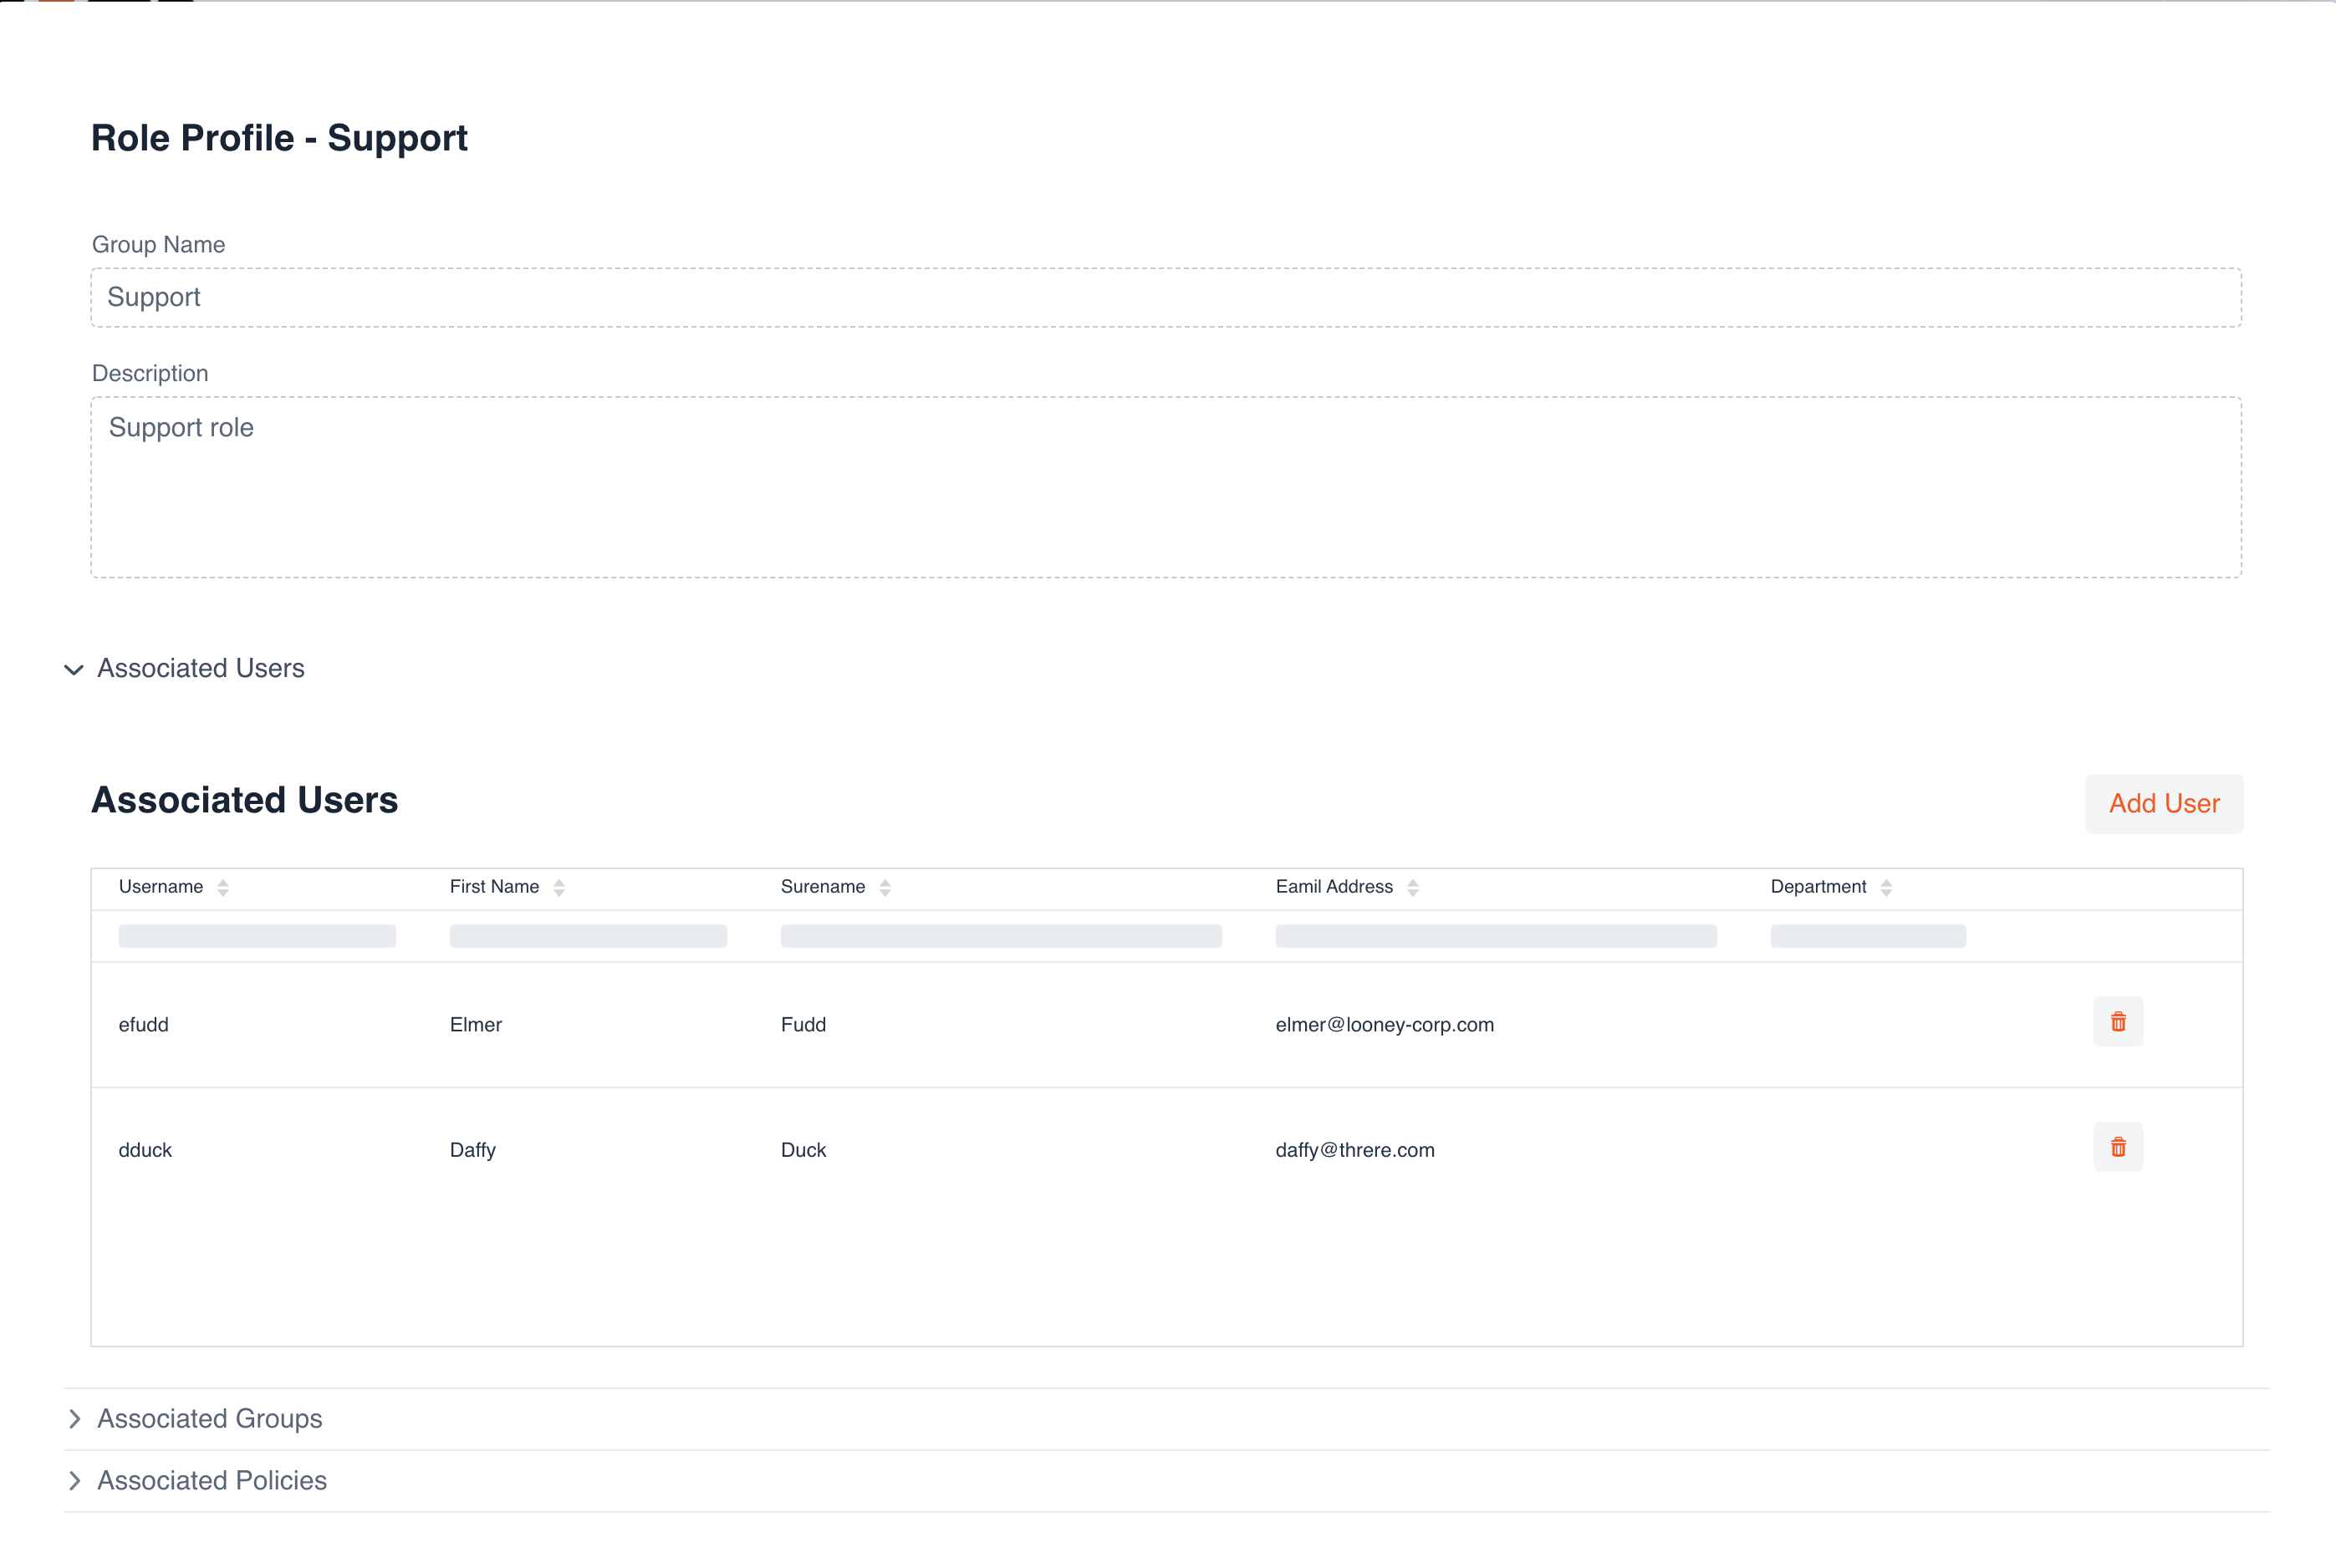 Role Profile - Support
Group Name
Support
Description
Support role
Associated Users
Associated Users
Add User
Username First Name Surename Eamil Address Department
efudd Elmer Fudd elmer@looney-corp.com
dduck Daffy Duck daffy@threre.com
Associated Groups
Associated Policies